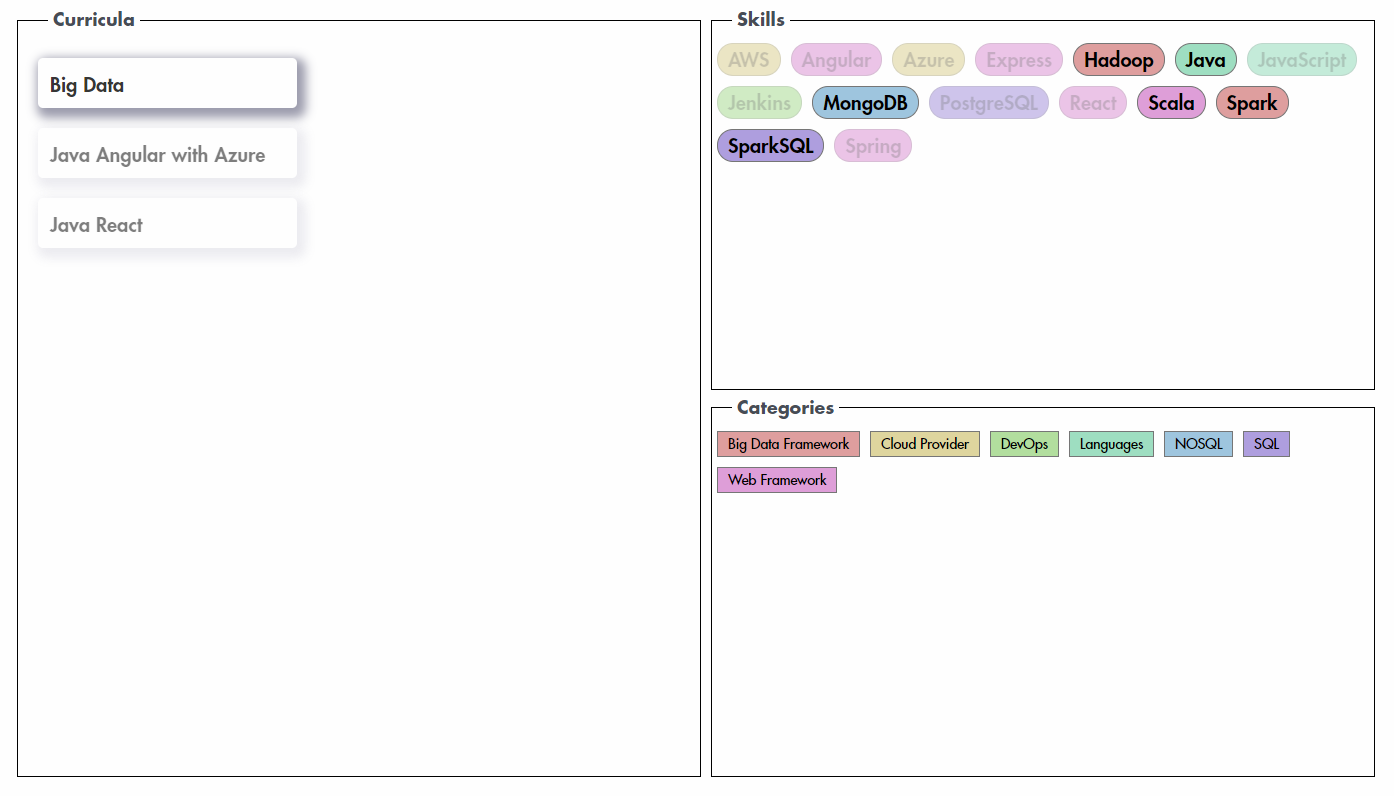 Curricula
Big Data
Java Angular with Azure
Java React
Skills
AWS Angular Azure Express Hadoop Java JavaScript
Jenkins MongoDB PostgreSQL React Scala Spark
SparkSQL Spring
Categories
Big Data Framework Cloud Provider DevOps Languages NOSQL SQL
Web Framework